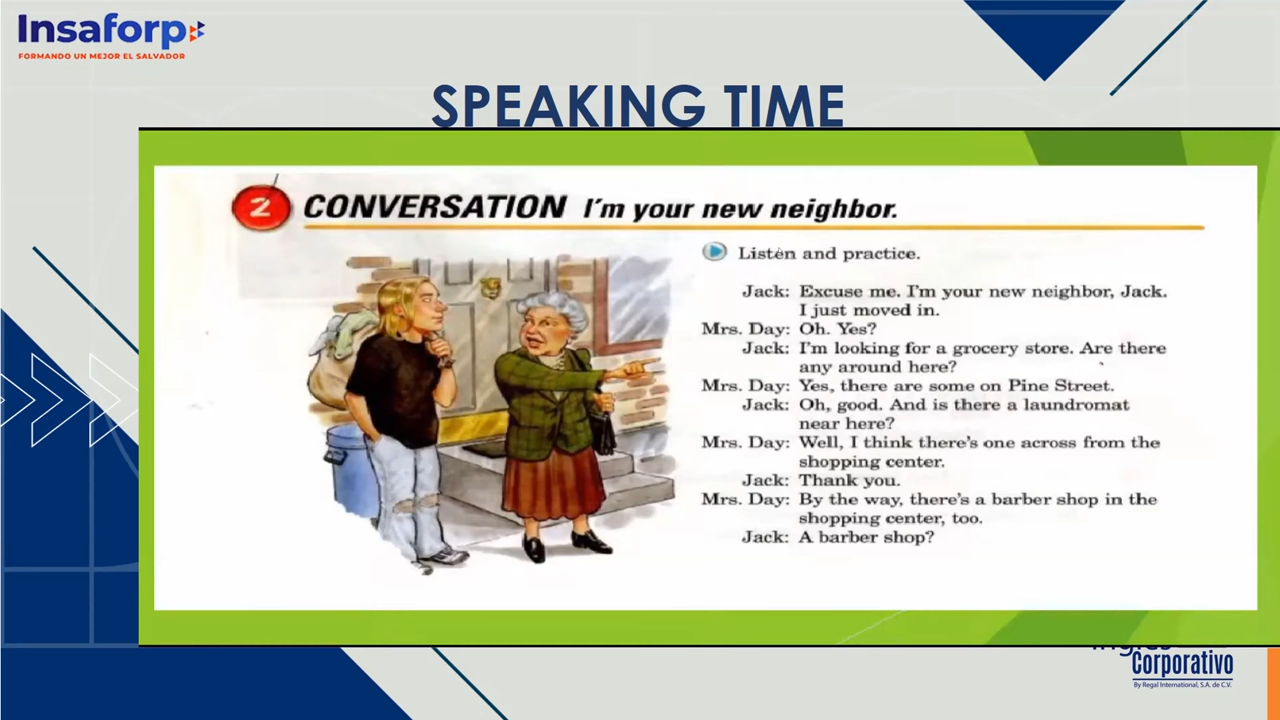 Insaforp
FORMANDO UN MEJOR EL SALVADOR
SPEAKING TIME
2 CONVERSATION I'm your new neighbor.
Listen and practice.
Jack: Excuse me. I'm your new neighbor, Jack.
I just moved in.
Mrs. Day: Oh. Yes?
Jack: I'm looking for a grocery store. Are there
any around here?
Mrs. Day: Yes, there are some on Pine Street.
Jack: Oh, good. And is there a laundromat
near here?
Mrs. Day: Well, I think there's one across from the
shopping center.
Jack: Thank you.
Mrs. Day: By the way, there's a barber shop in the
shopping center, too.
Jack: A barber shop?
Corporativo
By Regal International, S.A. de C.V.